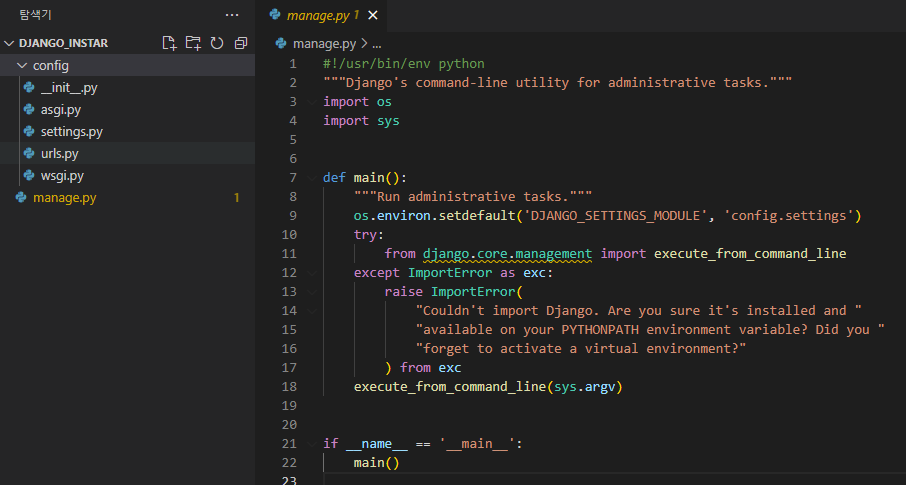 탐색기 ...
DJANGO_INSTAR
config
__init__.py
asgi.py
settings.py
urls.py
wsgi.py
manage.py 1
manage.py 1
manage.py > ...
1 #!/usr/bin/env python
2 """Django's command-line utility for administrative tasks."""
3 import os
4 import sys
5
6
7 def main():
8 """Run administrative tasks."""
9 os.environ.setdefault('DJANGO_SETTINGS_MODULE', 'config.settings')
10 try:
11 from django.core.management import execute_from_command_line
12 except ImportError as exc:
13 raise ImportError(
14 "Couldn't import Django. Are you sure it's installed and "
15 "available on your PYTHONPATH environment variable? Did you "
16 "forget to activate a virtual environment?"
17 ) from exc
18 execute_from_command_line(sys.argv)
19
20
21 if __name__ == '__main__':
22 main()
23